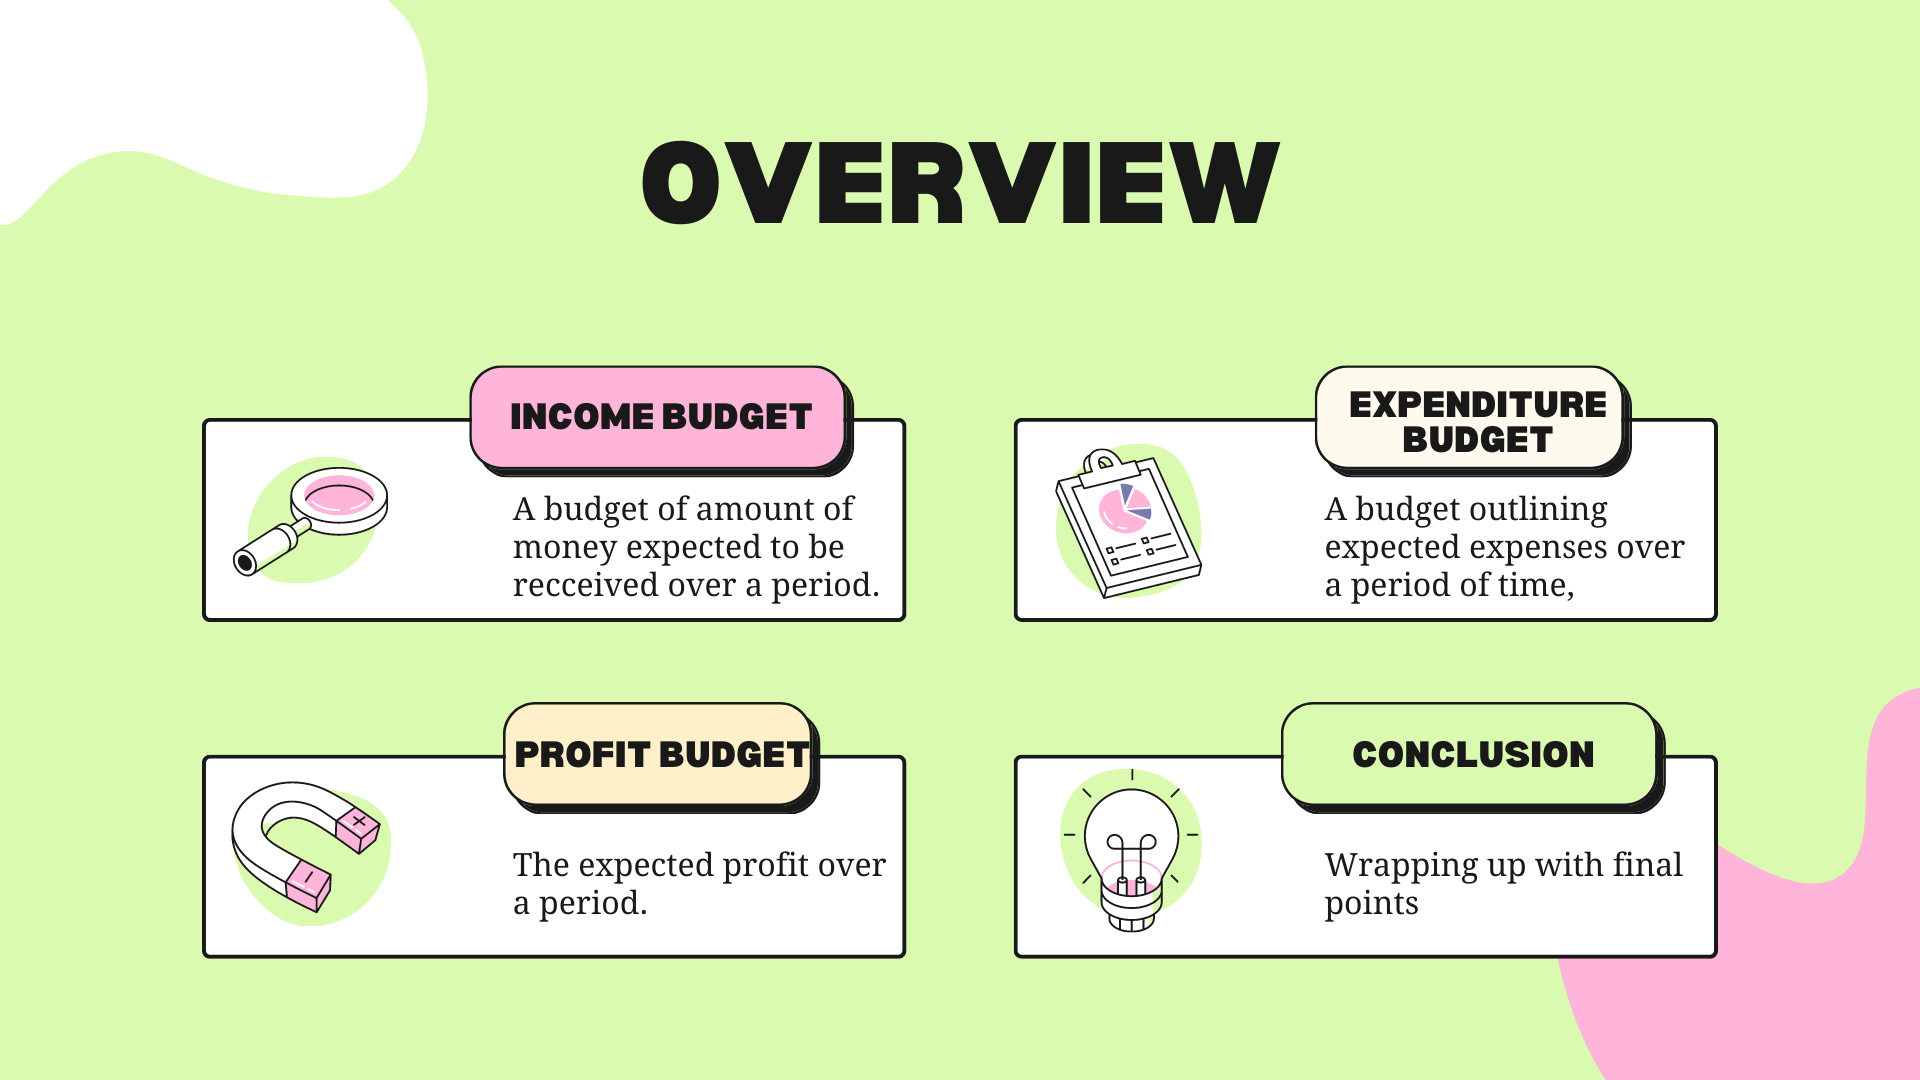 OVERVIEW
INCOME BUDGET
A budget of amount of
money expected to be
recceived over a period.
EXPENDITURE
BUDGET
A budget outlining
expected expenses over
a period of time,
PROFIT BUDGET
The expected profit over
a period.
CONCLUSION
Wrapping up with final
points